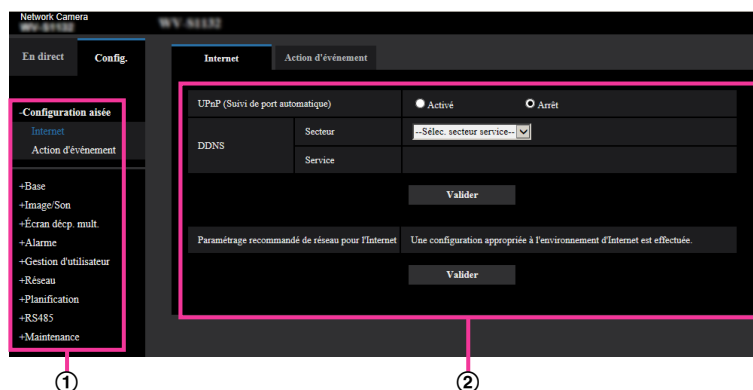 Network Camera
WV-S1132
WV-S1132
En direct Config.
Internet Action d'événement
-Configuration aisée
Internet
Action d'événement
+Base
+Image/Son
+Écran décp. mult.
+Alarme
+Gestion d'utilisateur
+Réseau
+Planification
+RS485
+Maintenance
UPnP (Suivi de port automatique) Activé Arrêt
DDNS Secteur --Sélec. secteur service--
Service
Valider
Paramétrage recommandé de réseau pour l'Internet Une configuration appropriée à l'environnement d'Internet est effectuée.
Valider
① ②